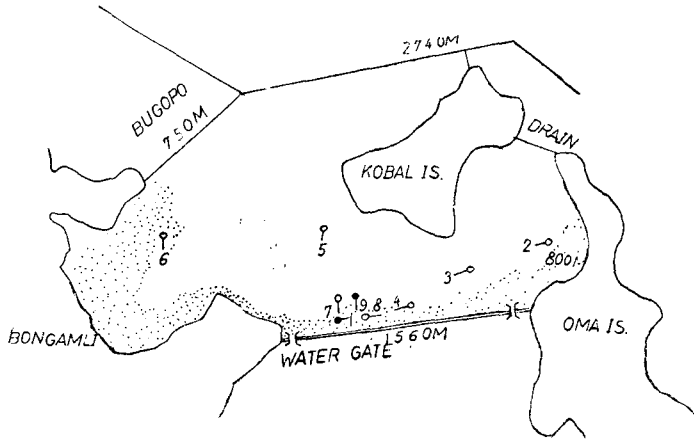 2740M
BUGOPO
750M
DRAIN
KOBAL IS.
2
6
5
3
800
7
1
9
8
4
BONGAMLI
OMA IS.
1560M
WATER GATE